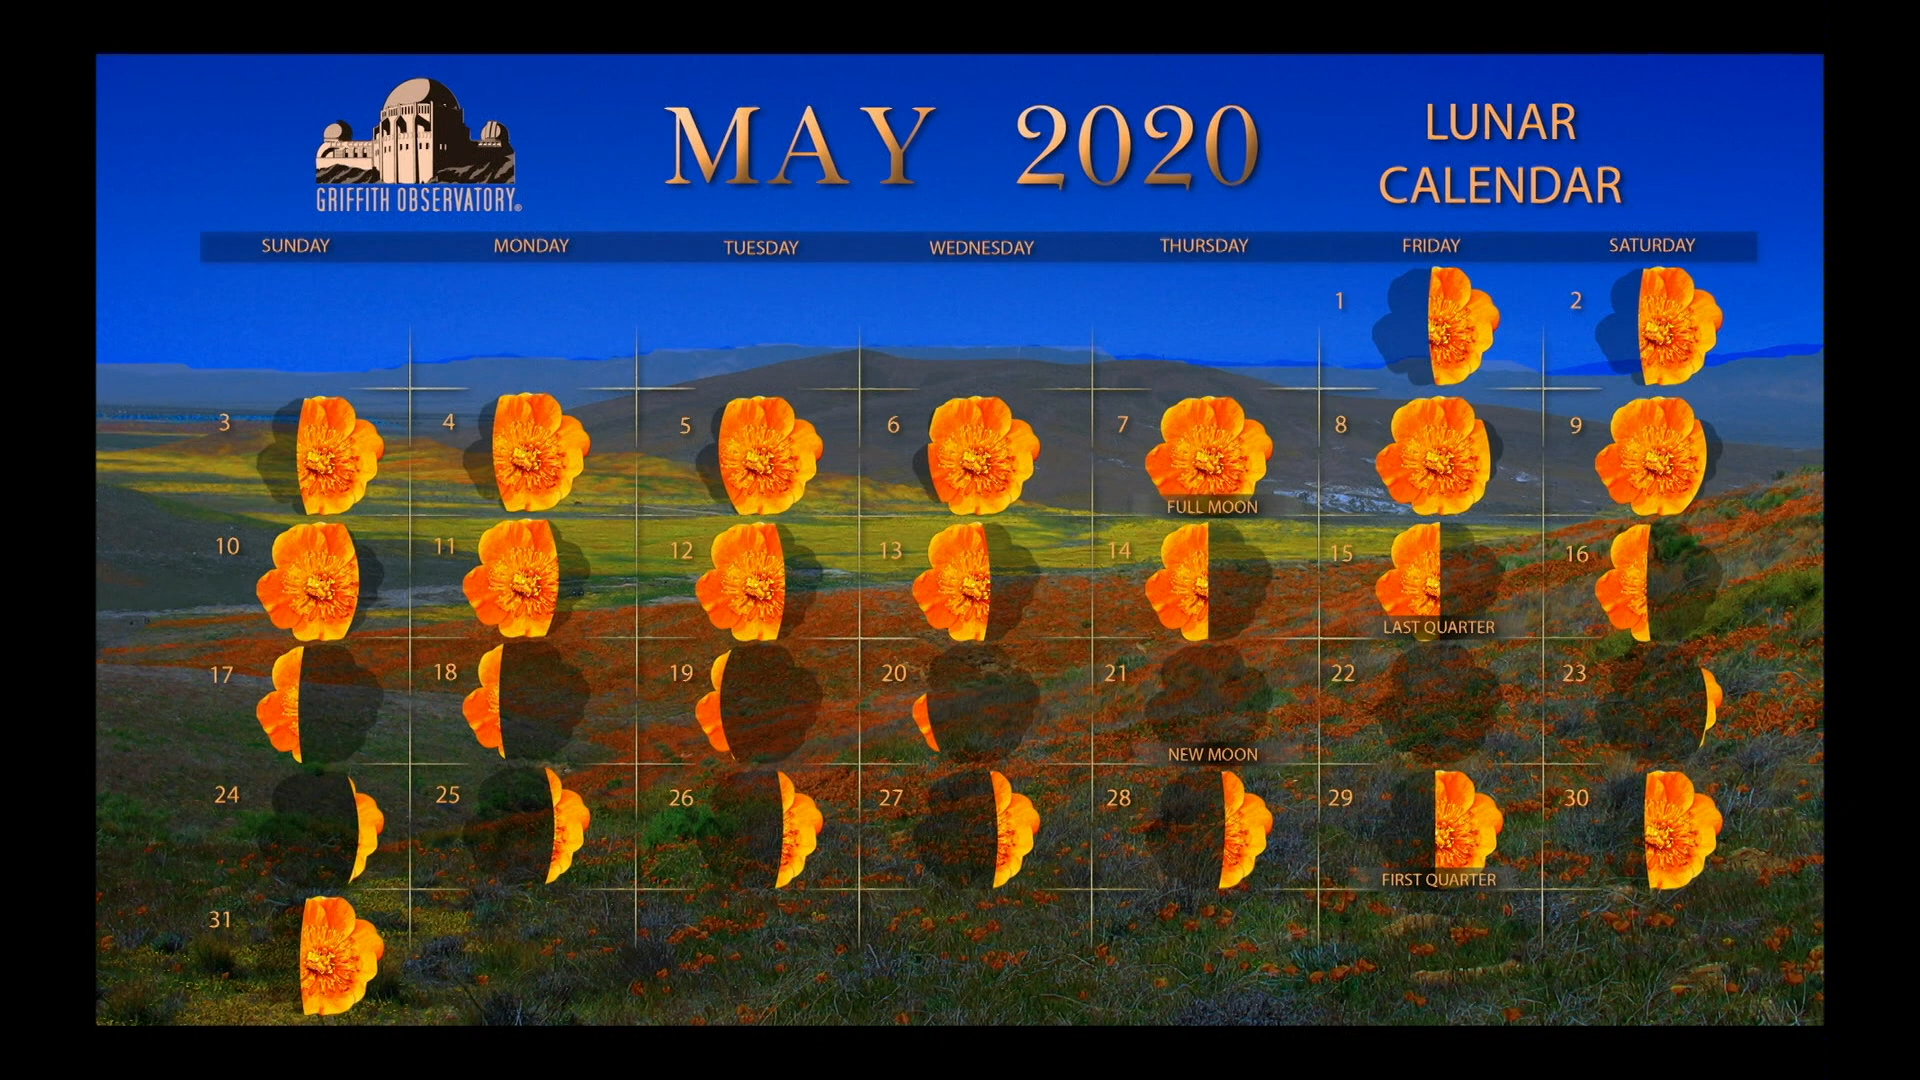 GRIFFITH OBSERVATORY®
MAY 2020
LUNAR
CALENDAR
SUNDAY MONDAY TUESDAY WEDNESDAY THURSDAY FRIDAY SATURDAY
1 2
3 4 5 6 7 8 9
FULL MOON
10 11 12 13 14 15 16
LAST QUARTER
17 18 19 20 21 22 23
NEW MOON
24 25 26 27 28 29 30
FIRST QUARTER
31